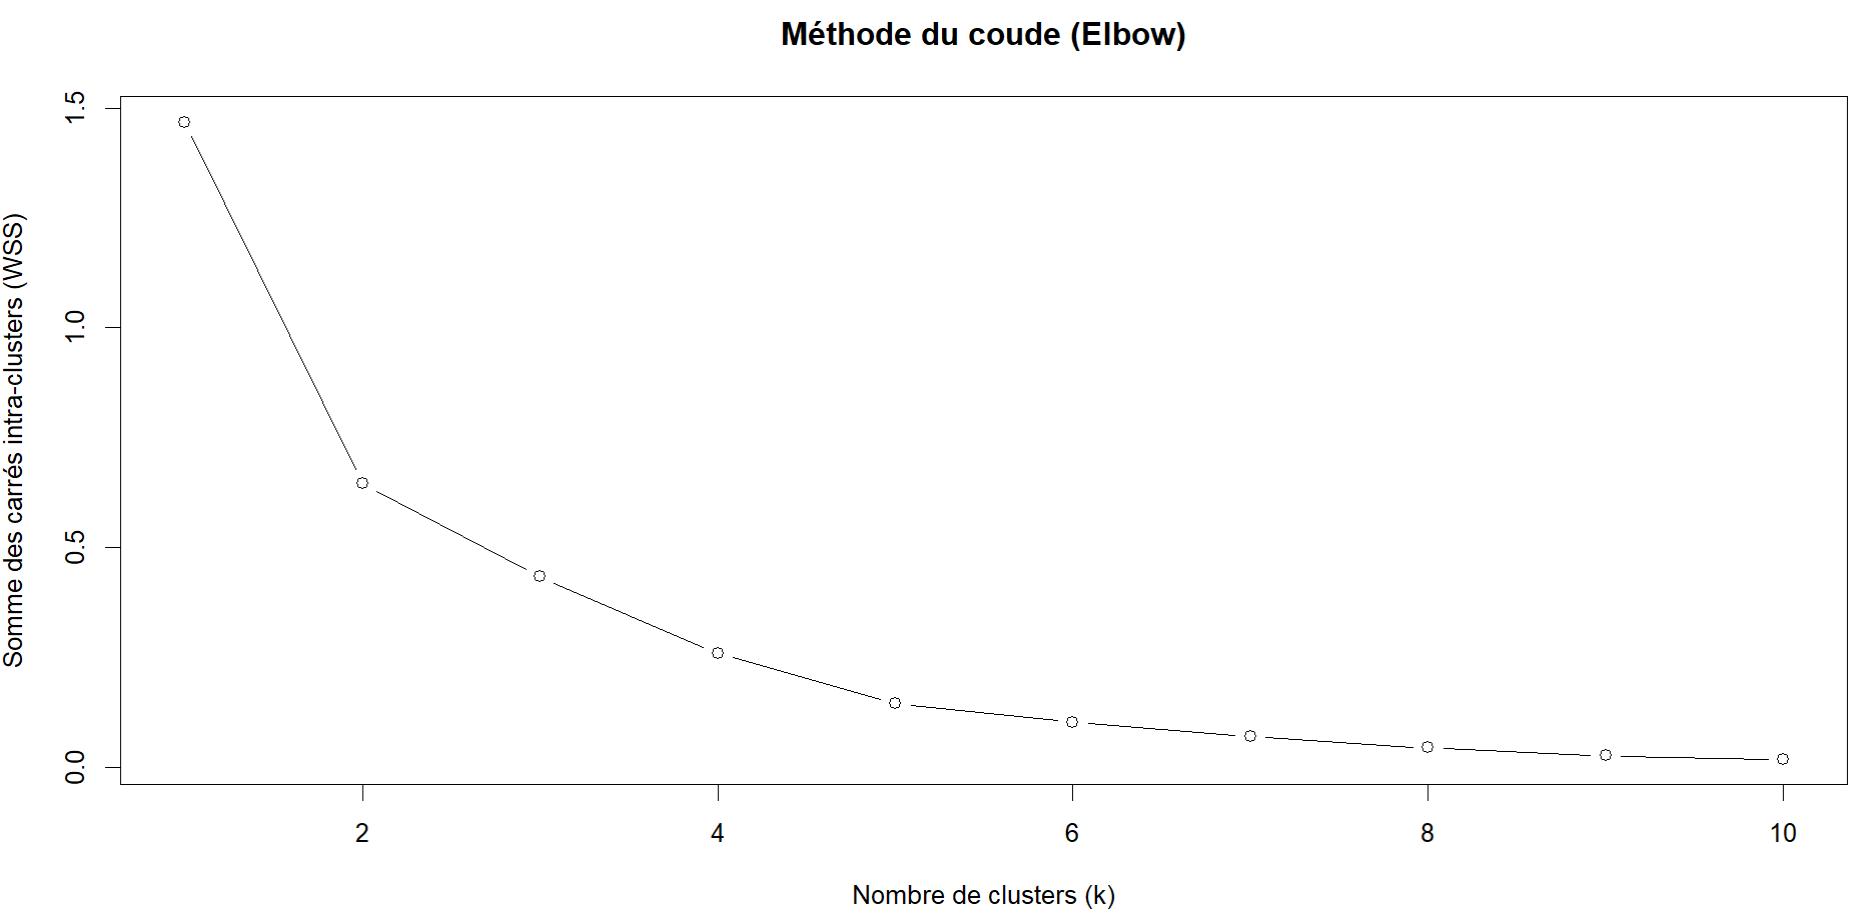 Méthode du coude (Elbow)
Somme des carrés intra-clusters (WSS)
1.5
1.0
0.5
0.0
2 4 6 8 10
Nombre de clusters (k)